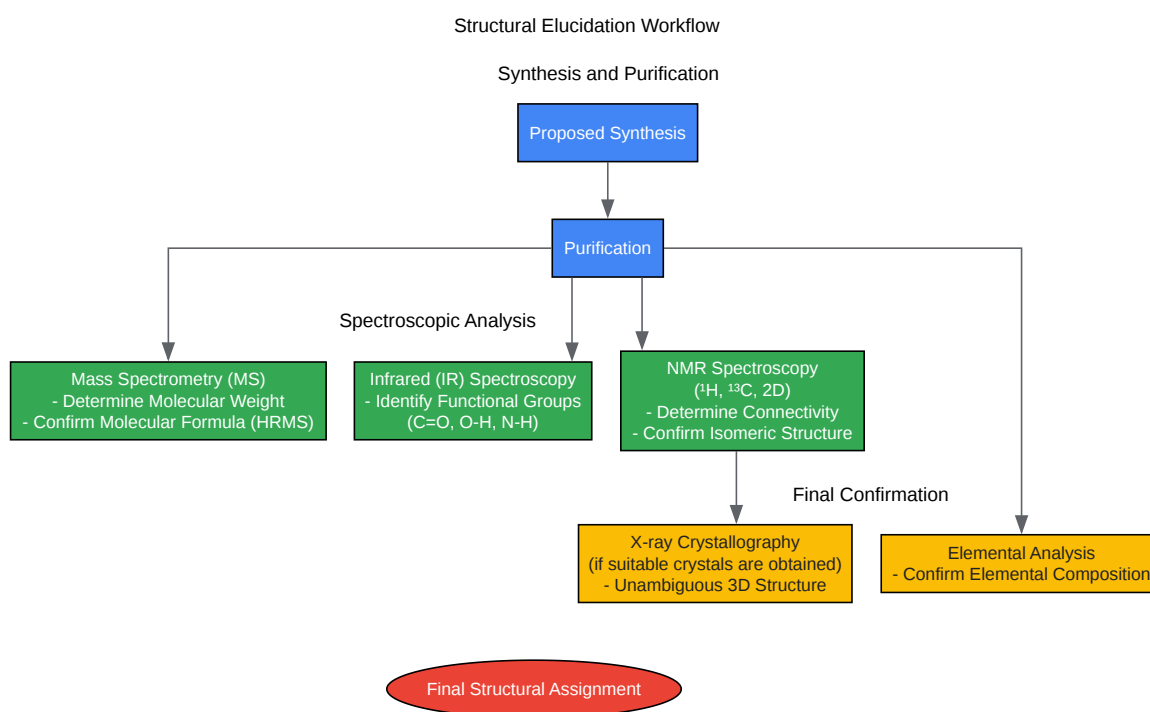 Structural Elucidation Workflow
Synthesis and Purification
Proposed Synthesis
Purification
Spectroscopic Analysis
Mass Spectrometry (MS)
- Determine Molecular Weight
- Confirm Molecular Formula (HRMS)
Infrared (IR) Spectroscopy
- Identify Functional Groups
(C=O, O-H, N-H)
NMR Spectroscopy
(¹H, ¹³C, 2D)
- Determine Connectivity
- Confirm Isomeric Structure
Final Confirmation
X-ray Crystallography
(if suitable crystals are obtained)
- Unambiguous 3D Structure
Elemental Analysis
- Confirm Elemental Composition
Final Structural Assignment